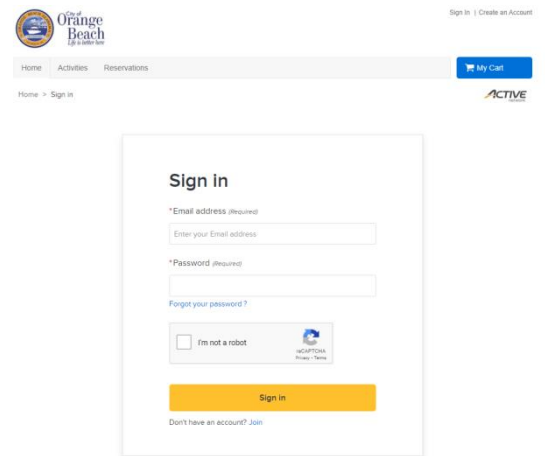 City of
Orange
Beach
Life is better here
Sign In | Create an Account
Home Activities Reservations
My Cart
Home > Sign in
ACTIVE
network
Sign in
*Email address (Required)
Enter your Email address
*Password (Required)
Forgot your password ?
I'm not a robot
reCAPTCHA
Privacy - Terms
Sign in
Don't have an account? Join